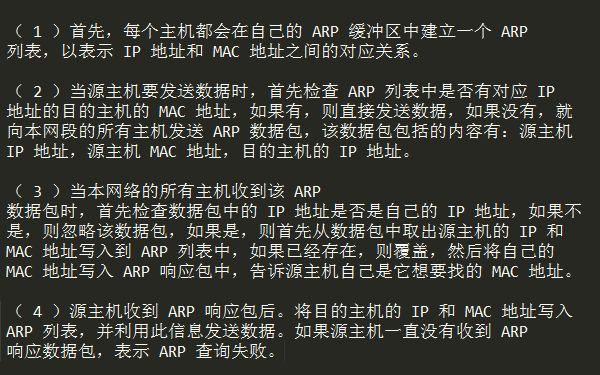 （ 1 ）首先，每个主机都会在自己的 ARP 缓冲区中建立一个 ARP
列表，以表示 IP 地址和 MAC 地址之间的对应关系。
（ 2 ）当源主机要发送数据时，首先检查 ARP 列表中是否有对应 IP
地址的目的主机的 MAC 地址，如果有，则直接发送数据，如果没有，就
向本网段的所有主机发送 ARP 数据包，该数据包包括的内容有：源主机
IP 地址，源主机 MAC 地址，目的主机的 IP 地址。
（ 3 ）当本网络的所有主机收到该 ARP
数据包时，首先检查数据包中的 IP 地址是否是自己的 IP 地址，如果不
是，则忽略该数据包，如果是，则首先从数据包中取出源主机的 IP 和
MAC 地址写入到 ARP 列表中，如果已经存在，则覆盖，然后将自己的
MAC 地址写入 ARP 响应包中，告诉源主机自己是它想要找的 MAC 地址。
（ 4 ）源主机收到 ARP 响应包后。将目的主机的 IP 和 MAC 地址写入
ARP 列表，并利用此信息发送数据。如果源主机一直没有收到 ARP
响应数据包，表示 ARP 查询失败。